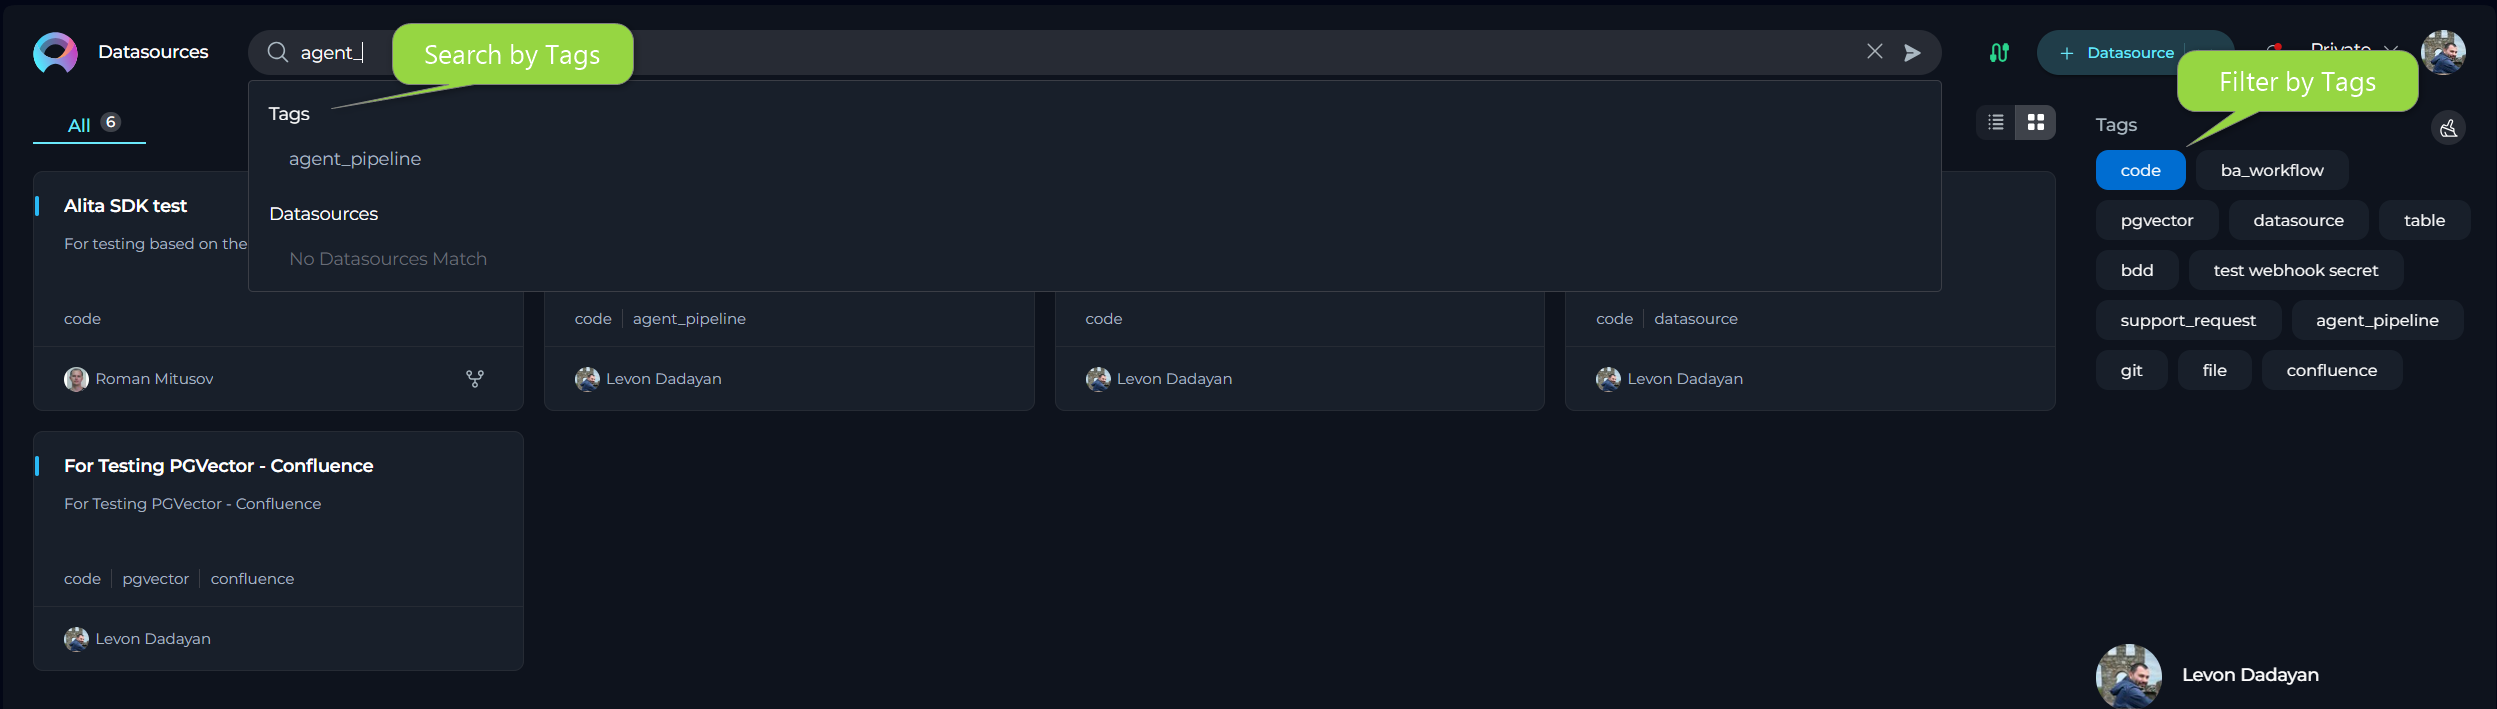 Datasources
agent_
Search by Tags
+ Datasource
Private
Filter by Tags
All 6
Tags
agent_pipeline
Datasources
No Datasources Match
Tags
code
ba_workflow
pgvector
datasource
table
bdd
test webhook secret
support_request
agent_pipeline
git
file
confluence
Alita SDK test
For testing based on the
code
Roman Mitusov
code | agent_pipeline
Levon Dadayan
code
Levon Dadayan
code | datasource
Levon Dadayan
For Testing PGVector - Confluence
For Testing PGVector - Confluence
code | pgvector | confluence
Levon Dadayan
Levon Dadayan